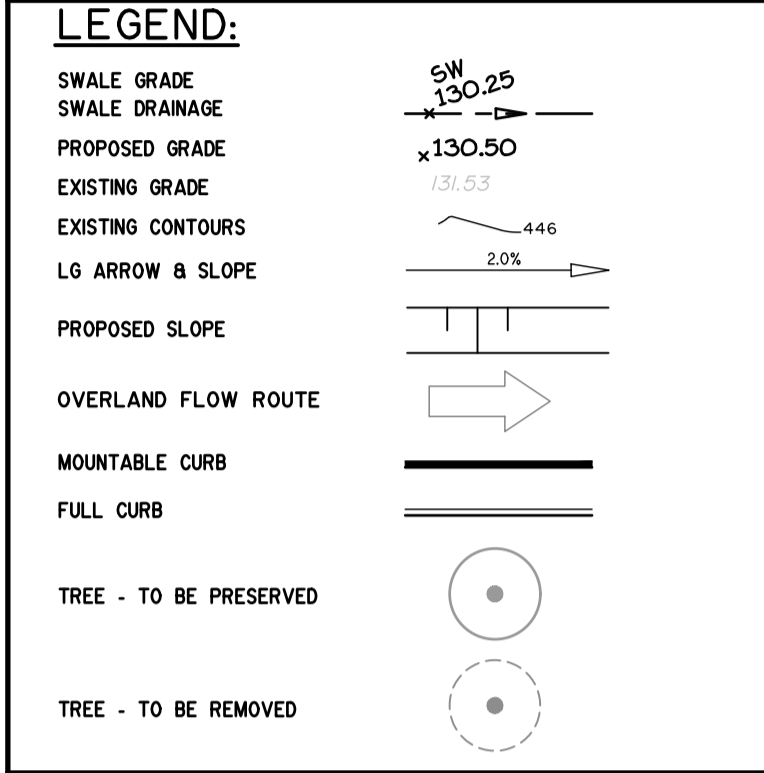 LEGEND:
SWALE GRADE SW 130.25
SWALE DRAINAGE
PROPOSED GRADE x 130.50
EXISTING GRADE 131.53
EXISTING CONTOURS 446
LG ARROW & SLOPE 2.0%
PROPOSED SLOPE
OVERLAND FLOW ROUTE
MOUNTABLE CURB
FULL CURB
TREE - TO BE PRESERVED
TREE - TO BE REMOVED